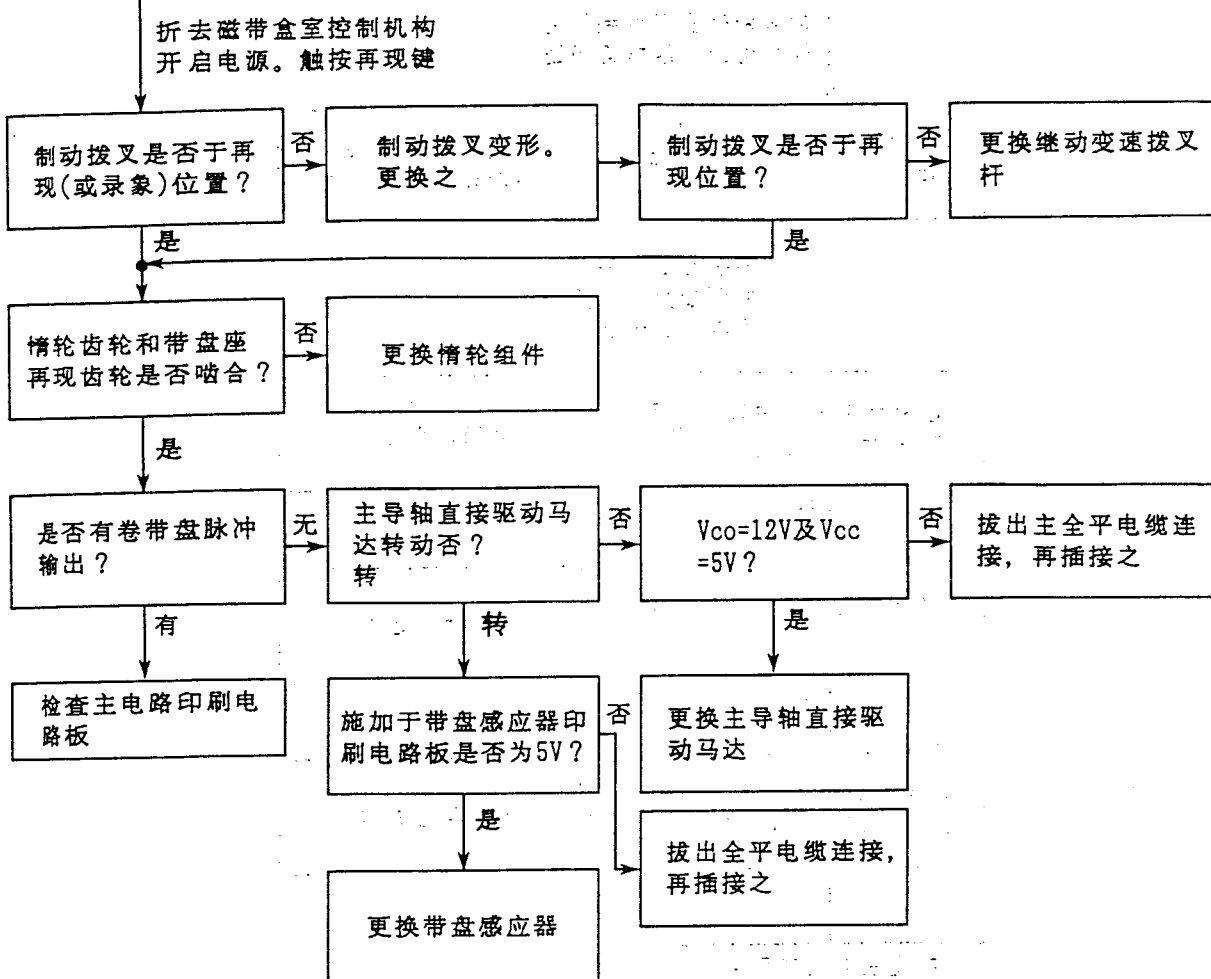 折去磁带盒室控制机构
开启电源。触按再现键
制动拨叉是否于再
现(或录象)位置？
否
制动拨叉变形。
更换之
制动拨叉是否于再
现位置？
否
更换继动变速拨叉
杆
是
是
惰轮齿轮和带盘座
再现齿轮是否啮合？
否
更换惰轮组件
是
是否有卷带盘脉冲
输出？
无
主导轴直接驱动马
达转动否？
转
否
Vco=12V及Vcc
=5V？
否
拔出主全平电缆连
接，再插接之
有
转
是
检查主电路印刷电
路板
施加于带盘感应器印
刷电路板是否为5V？
否
更换主导轴直接驱
动马达
是
拔出全平电缆连接，
再插接之
更换带盘感应器